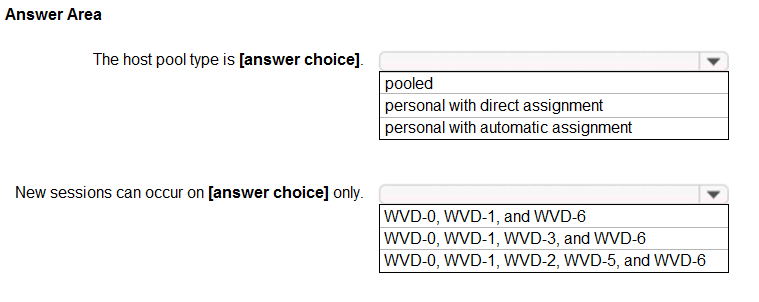 Answer Area
The host pool type is [answer choice].
pooled
personal with direct assignment
personal with automatic assignment
New sessions can occur on [answer choice] only.
WVD-0, WVD-1, and WVD-6
WVD-0, WVD-1, WVD-3, and WVD-6
WVD-0, WVD-1, WVD-2, WVD-5, and WVD-6